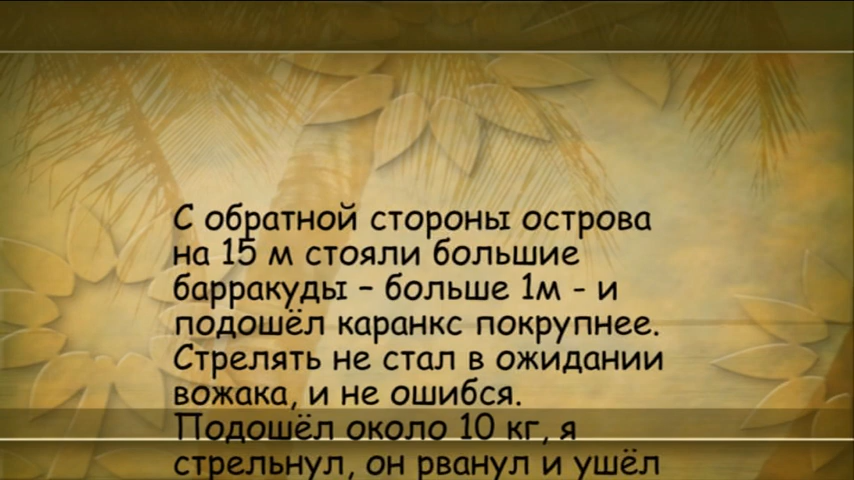 С обратной стороны острова
на 15 м стояли большие
барракуды – больше 1м - и
подошёл каранкс покрупнее.
Стрелять не стал в ожидании
вожака, и не ошибся.
Подошёл около 10 кг, я
стрельнул, он рванул и ушёл